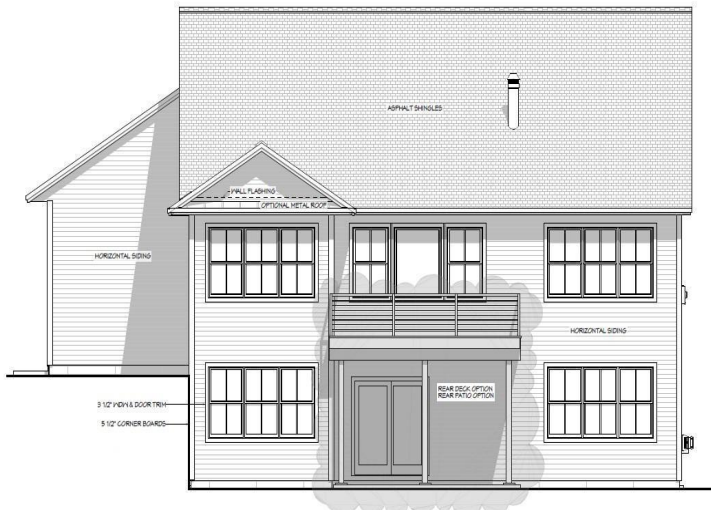 ASPHALT SHINGLES
WALL FLASHING
OPTIONAL METAL ROOF
HORIZONTAL SIDING
HORIZONTAL SIDING
REAR DECK OPTION
REAR PATIO OPTION
3 1/2" WDW & DOOR TRIM
5 1/2" CORNER BOARDS